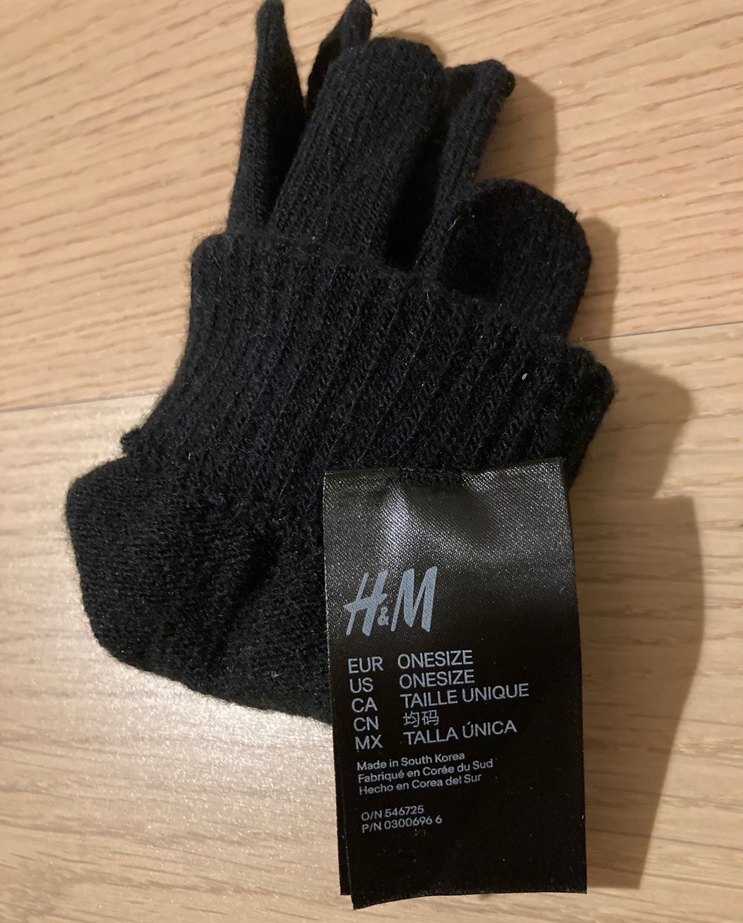 H&M
EUR ONESIZE
US ONESIZE
CA TAILLE UNIQUE
CN 均码
MX TALLA ÚNICA
Made in South Korea
Fabriqué en Corée du Sud
Hecho en Corea del Sur
O/N 546725
P/N 0300696 6